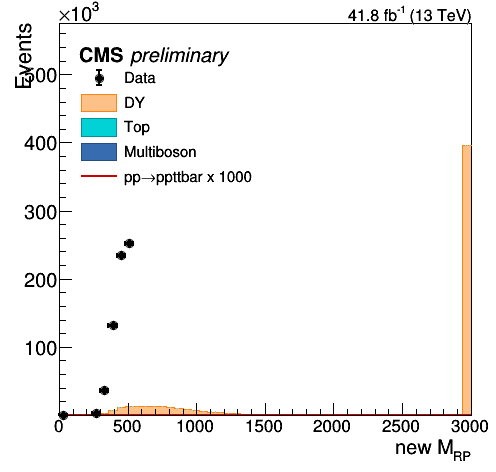 ×10³
41.8 fb⁻¹ (13 TeV)
Events
CMS preliminary
Data
DY
Top
Multiboson
pp→ppttbar x 1000
500
400
300
200
100
0 500 1000 1500 2000 2500 3000
new M_RP